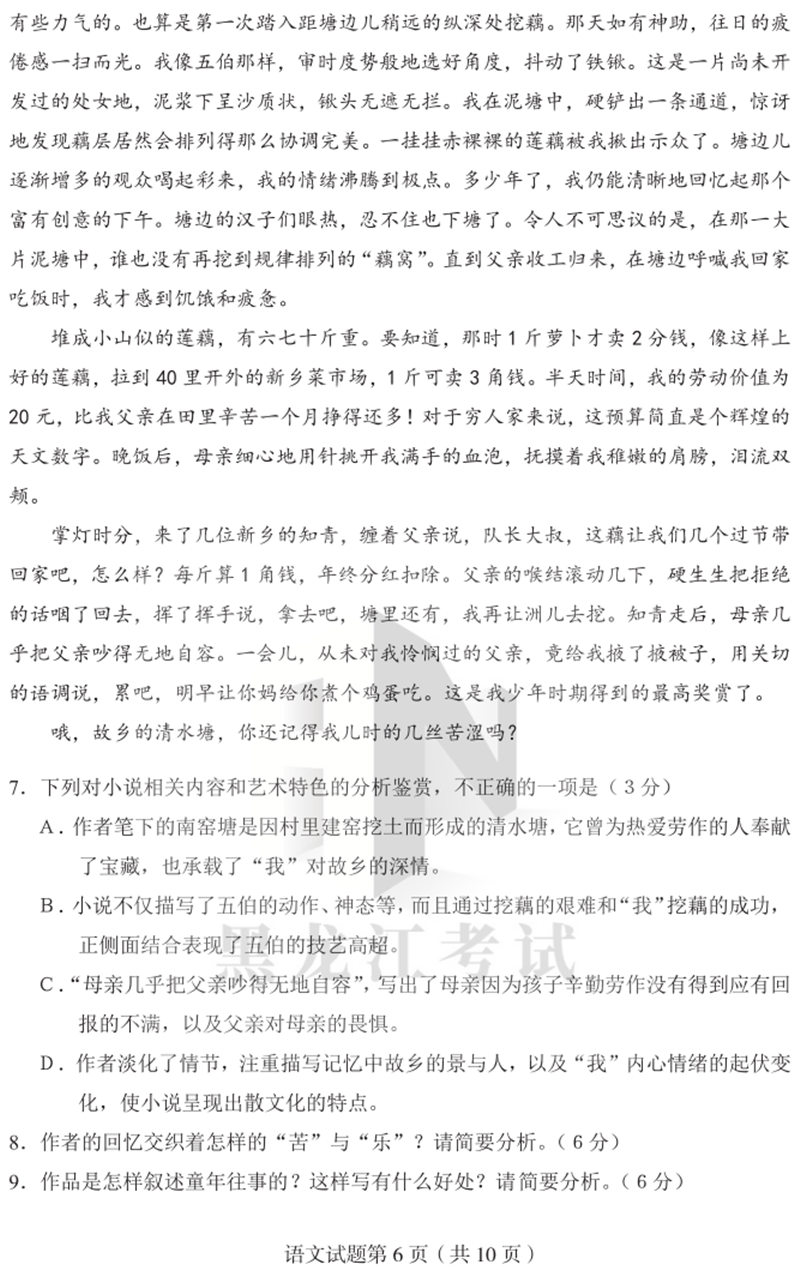 有些力气的。也算是第一次踏入距塘边儿稍远的纵深处挖藕。那天如有神助，往日的疲
倦感一扫而光。我像五伯那样，审时度势般地选好角度，抖动了铁锹。这是一片尚未开
发过的处女地，泥浆下呈沙质状，锹头无遮无拦。我在泥塘中，硬铲出一条通道，惊讶
地发现藕层居然会排列得那么协调完美。一挂挂赤裸裸的莲藕被我揪出示众了。塘边儿
逐渐增多的观众喝起彩来，我的情绪沸腾到极点。多少年了，我仍能清晰地回忆起那个
富有创意的下午。塘边的汉子们眼热，忍不住也下塘了。令人不可思议的是，在那一大
片泥塘中，谁也没有再挖到规律排列的“藕窝”。直到父亲收工归来，在塘边呼喊我回家
吃饭时，我才感到饥饿和疲惫。
堆成小山似的莲藕，有六七十斤重。要知道，那时 1 斤萝卜才卖 2 分钱，像这样上
好的莲藕，拉到 40 里开外的新乡菜市场，1 斤可卖 3 角钱。半天时间，我的劳动价值为
20 元，比我父亲在田里辛苦一个月挣得还多！对于穷人家来说，这预算简直是个辉煌的
天文数字。晚饭后，母亲细心地用针挑开我满手的血泡，抚摸着我稚嫩的肩膀，泪流双
颊。
掌灯时分，来了几位新乡的知青，缠着父亲说，队长大叔，这藕让我们几个过节带
回家吧，怎么样？每斤算 1 角钱，年终分红扣除。父亲的喉结滚动几下，硬生生把拒绝
的话咽了回去，挥了挥手说，拿去吧，塘里还有，我再让洲儿去挖。知青走后，母亲几
乎把父亲吵得无地自容。一会儿，从未对我怜悯过的父亲，竟给我掖了掖被子，用关切
的语调说，累吧，明早让你妈给你煮个鸡蛋吃。这是我少年时期得到的最高奖赏了。
哦，故乡的清水塘，你还记得我儿时的几丝苦涩吗？
7．下列对小说相关内容和艺术特色的分析鉴赏，不正确的一项是（3 分）
A．作者笔下的南窑塘是因村里建窑挖土而形成的清水塘，它曾为热爱劳作的人奉献
了宝藏，也承载了“我”对故乡的深情。
B．小说不仅描写了五伯的动作、神态等，而且通过挖藕的艰难和“我”挖藕的成功，
正侧面结合表现了五伯的技艺高超。
C．“母亲几乎把父亲吵得无地自容”，写出了母亲因为孩子辛勤劳作没有得到应有回
报的不满，以及父亲对母亲的畏惧。
D．作者淡化了情节，注重描写记忆中故乡的景与人，以及“我”内心情绪的起伏变
化，使小说呈现出散文化的特点。
8．作者的回忆交织着怎样的“苦”与“乐”？请简要分析。（6 分）
9．作品是怎样叙述童年往事的？这样写有什么好处？请简要分析。（6 分）
语文试题第 6 页（共 10 页）
黑龙江考试